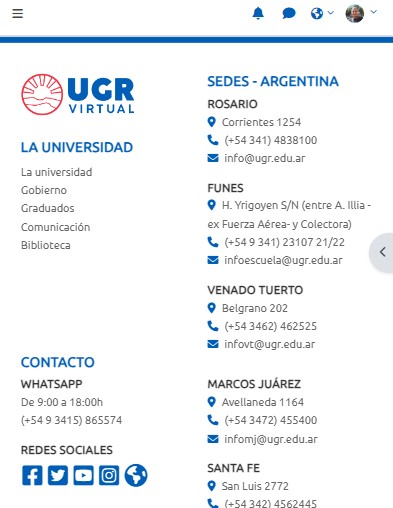 UGR
VIRTUAL
LA UNIVERSIDAD
La universidad
Gobierno
Graduados
Comunicación
Biblioteca
CONTACTO
WHATSAPP
De 9:00 a 18:00h
(+54 9 3415) 865574
REDES SOCIALES
SEDES - ARGENTINA
ROSARIO
Corrientes 1254
(+54 341) 4838100
info@ugr.edu.ar
FUNES
H. Yrigoyen S/N (entre A. Illia -
ex Fuerza Aérea- y Colectora)
(+54 9 341) 23107 21/22
infoescuela@ugr.edu.ar
VENADO TUERTO
Belgrano 202
(+54 3462) 462525
infovt@ugr.edu.ar
MARCOS JUÁREZ
Avellaneda 1164
(+54 3472) 455400
infomj@ugr.edu.ar
SANTA FE
San Luis 2772
(+54 342) 4562445